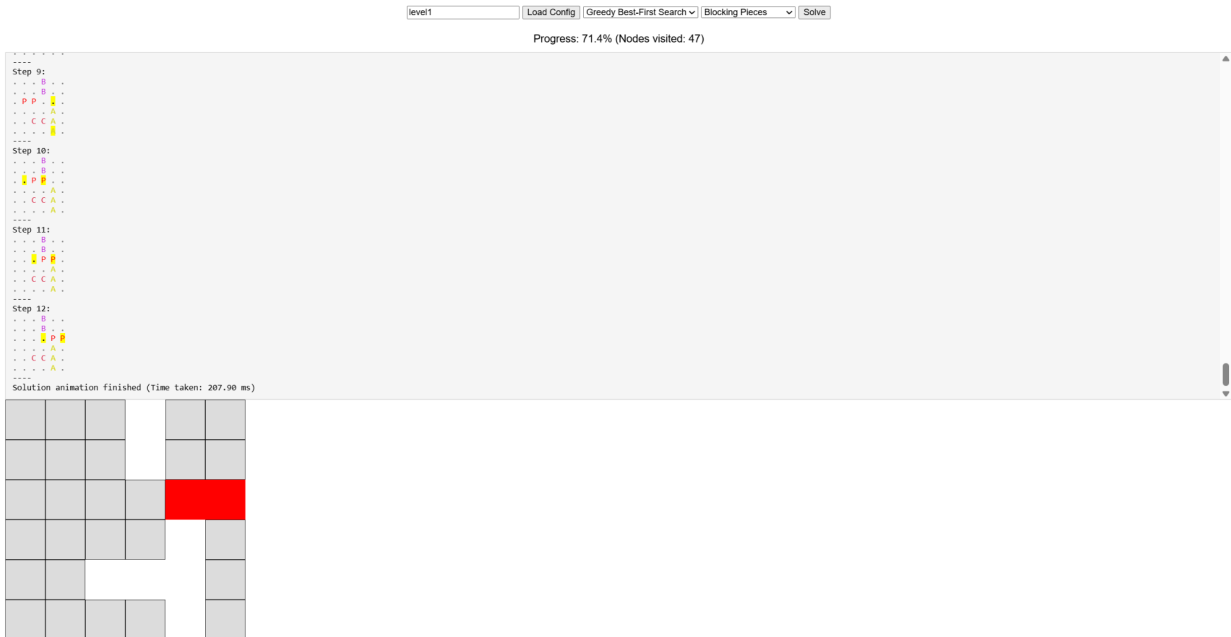 level1 Load Config Greedy Best-First Search Blocking Pieces Solve
Progress: 71.4% (Nodes visited: 47)
. . . . . .
----
Step 9:
. . . B . .
. . . B . .
. P P . . .
. . . . A .
. . C C A .
. . . . A .
----
Step 10:
. . . B . .
. . . B . .
. . P P . .
. . . . A .
. . C C A .
. . . . A .
----
Step 11:
. . . B . .
. . . B . .
. . . P P .
. . . . A .
. . C C A .
. . . . A .
----
Step 12:
. . . B . .
. . . B . .
. . . . P P
. . . . A .
. . C C A .
. . . . A .
----
Solution animation finished (Time taken: 207.90 ms)